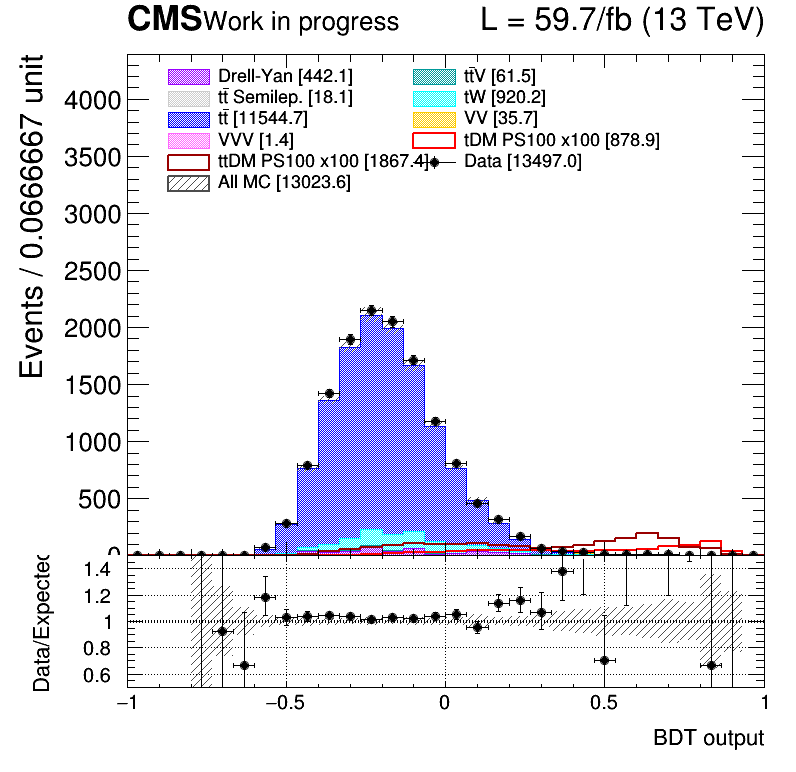 CMS Work in progress L = 59.7/fb (13 TeV)
Events / 0.0666667 unit
Drell-Yan [442.1] tt̄V [61.5]
tt̄ Semilep. [18.1] tW [920.2]
tt̄ [11544.7] VV [35.7]
VVV [1.4] tDM PS100 x100 [878.9]
ttDM PS100 x100 [1867.4] Data [13497.0]
All MC [13023.6]
4000
3500
3000
2500
2000
1500
1000
500
0
Data/Expected
1.4
1.2
1
0.8
0.6
−1 −0.5 0 0.5 1
BDT output